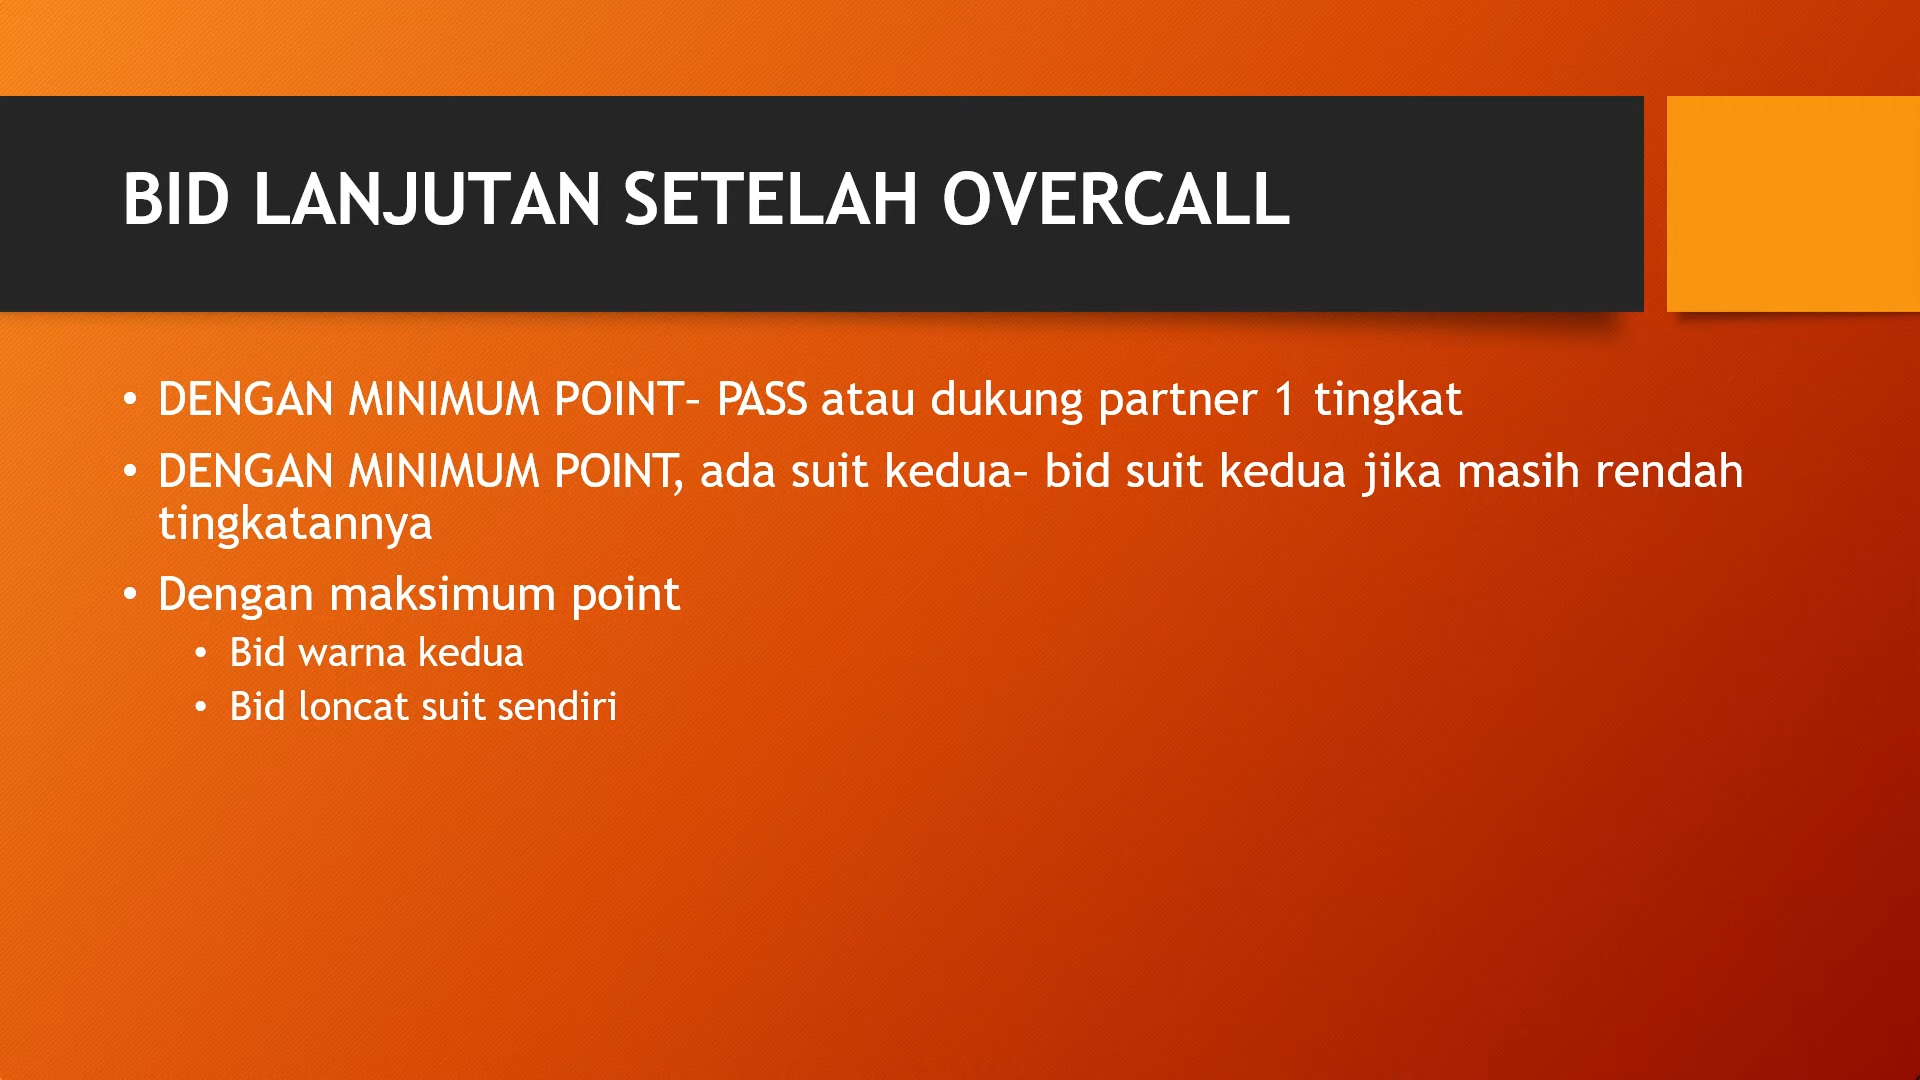 BID LANJUTAN SETELAH OVERCALL
• DENGAN MINIMUM POINT– PASS atau dukung partner 1 tingkat
• DENGAN MINIMUM POINT, ada suit kedua– bid suit kedua jika masih rendah
tingkatannya
• Dengan maksimum point
• Bid warna kedua
• Bid loncat suit sendiri